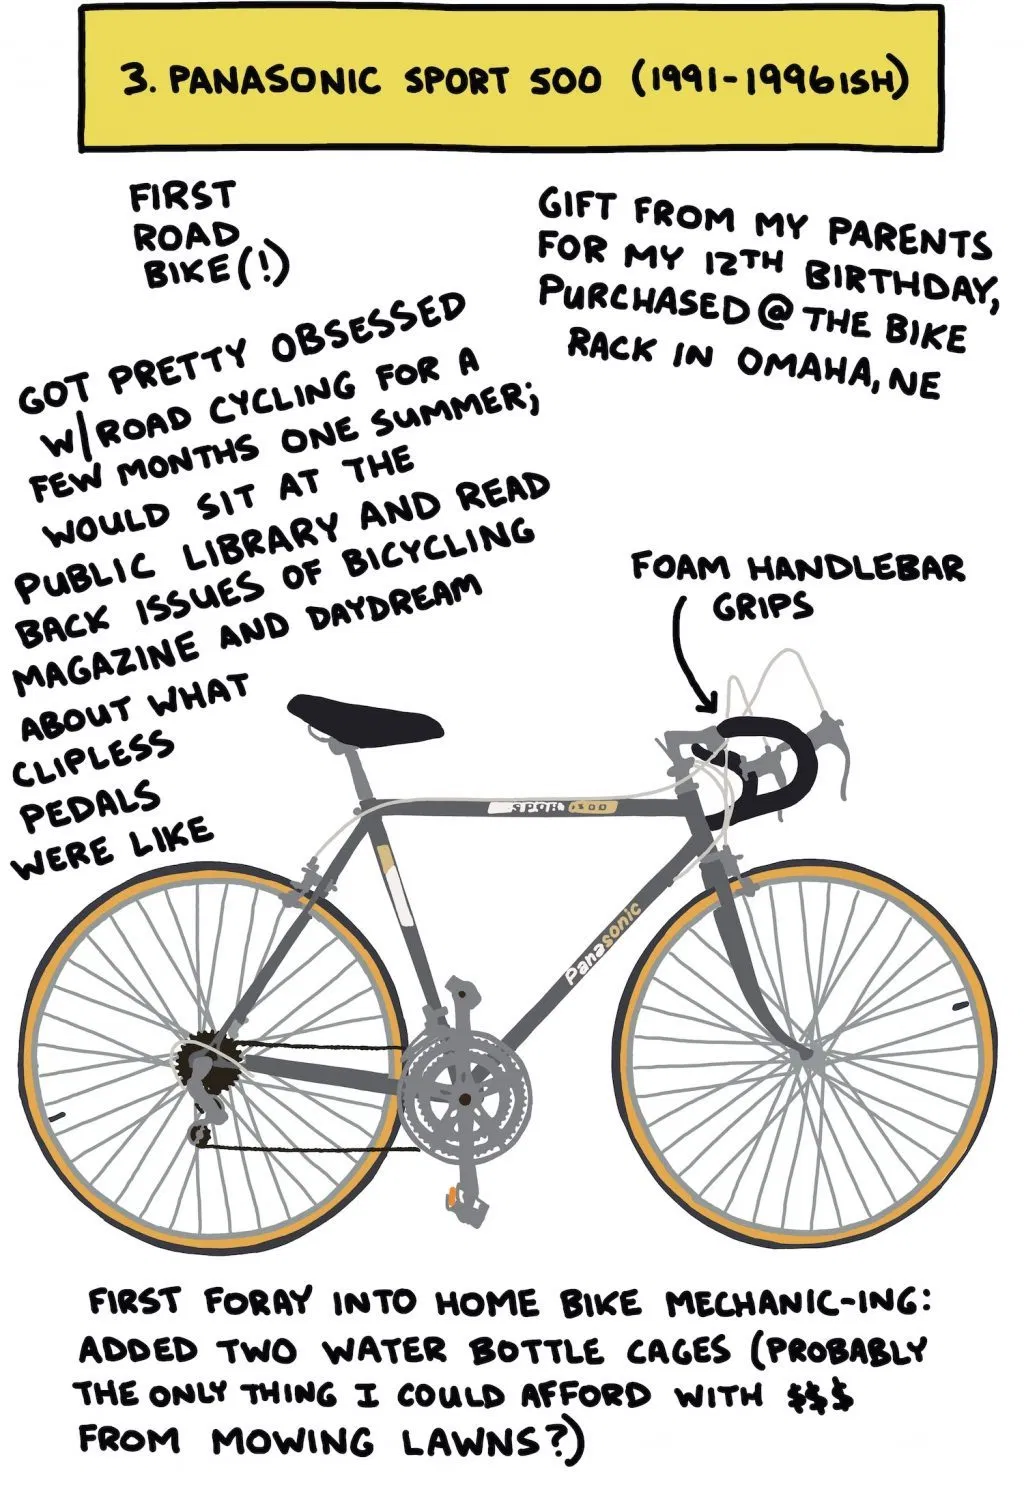 3. PANASONIC SPORT 500 (1991-1996ISH)
FIRST
ROAD
BIKE(!)
GIFT FROM MY PARENTS
FOR MY 12TH BIRTHDAY,
PURCHASED @ THE BIKE
RACK IN OMAHA, NE
GOT PRETTY OBSESSED
W/ROAD CYCLING FOR A
FEW MONTHS ONE SUMMER;
WOULD SIT AT THE
PUBLIC LIBRARY AND READ
BACK ISSUES OF BICYCLING
MAGAZINE AND DAYDREAM
ABOUT WHAT
CLIPLESS
PEDALS
WERE LIKE
FOAM HANDLEBAR
GRIPS
SPORT 500
Panasonic
FIRST FORAY INTO HOME BIKE MECHANIC-ING:
ADDED TWO WATER BOTTLE CAGES (PROBABLY
THE ONLY THING I COULD AFFORD WITH $$$
FROM MOWING LAWNS?)